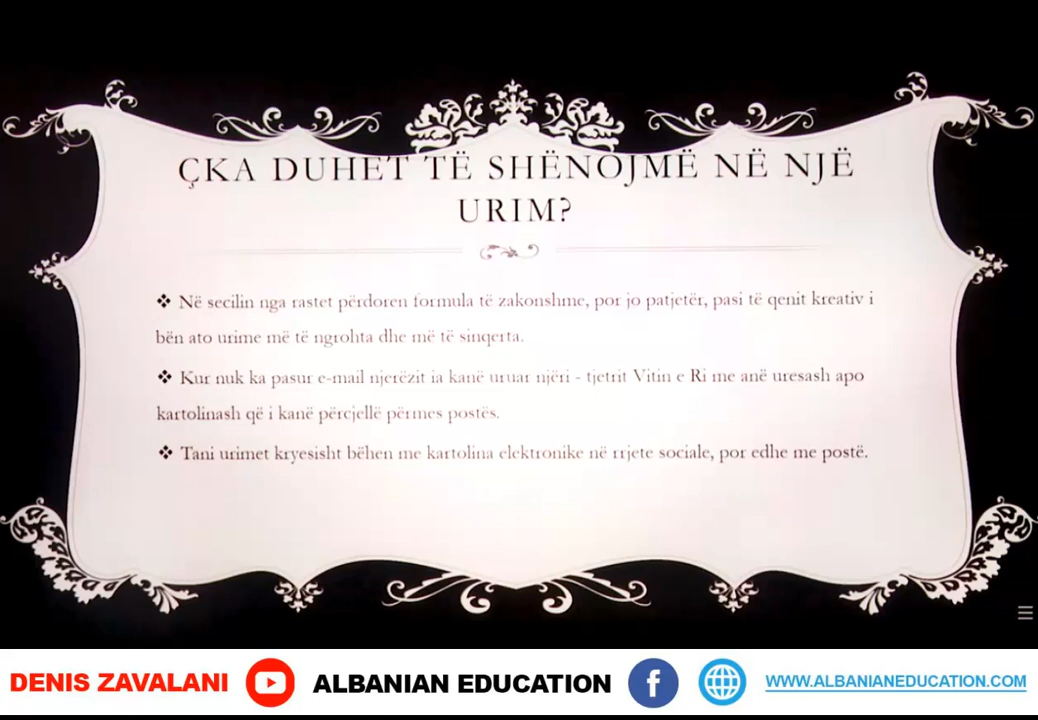 ÇKA DUHET TË SHËNOJMË NË NJË
URIM?
❖ Në secilin nga rastet përdoren formula të zakonshme, por jo patjetër, pasi të qenit kreativ i
bën ato urime më të ngrohta dhe më të sinqerta.
❖ Kur nuk ka pasur e-mail njerëzit ia kanë uruar njëri - tjetrit Vitin e Ri me anë uresash apo
kartolinash që i kanë përcjellë përmes postës.
❖ Tani urimet kryesisht bëhen me kartolina elektronike në rrjete sociale, por edhe me postë.
DENIS ZAVALANI ALBANIAN EDUCATION WWW.ALBANIANEDUCATION.COM